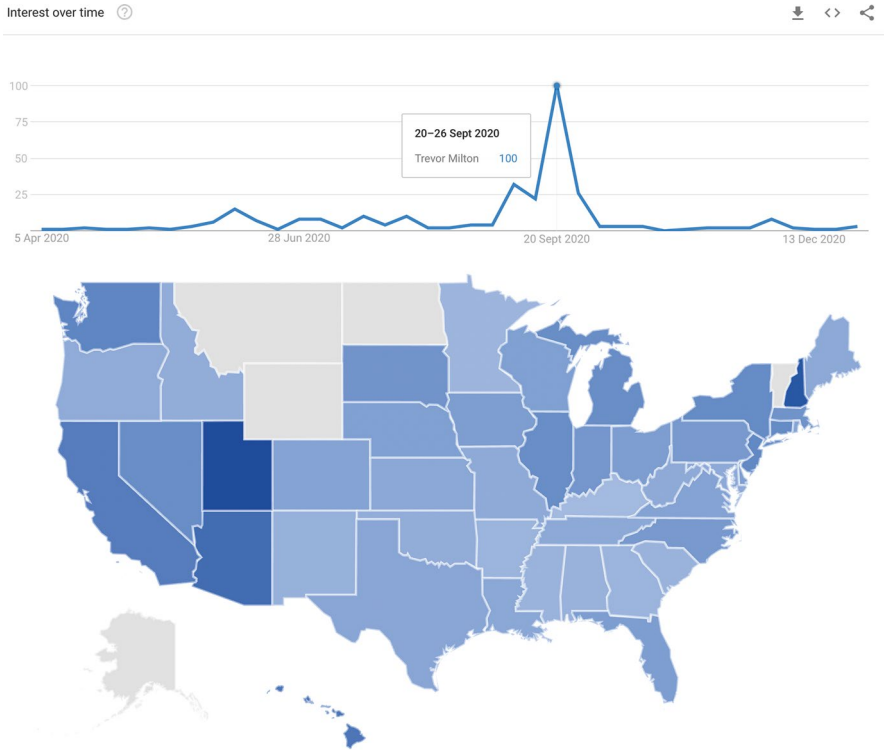 Interest over time
100
75
50
25
20–26 Sept 2020
Trevor Milton 100
5 Apr 2020
28 Jun 2020
20 Sept 2020
13 Dec 2020